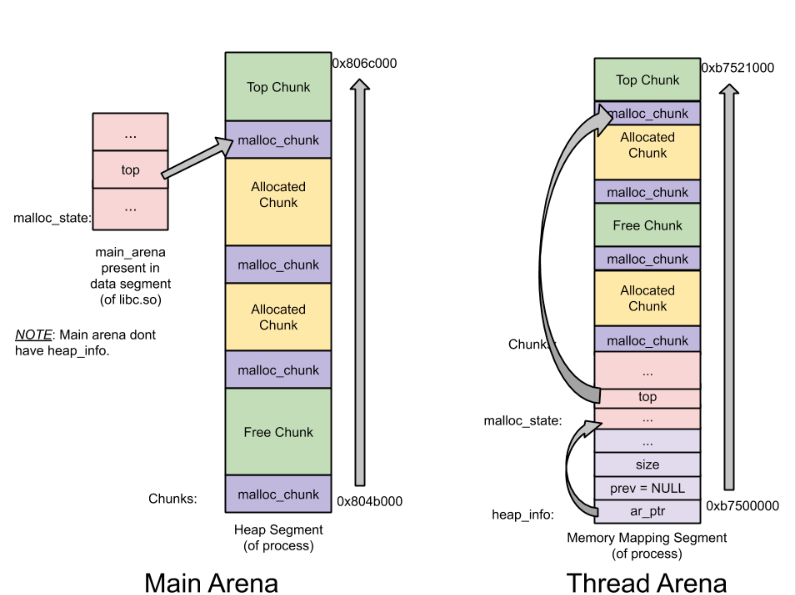 0x806c000
Top Chunk
malloc_chunk
Allocated
Chunk
malloc_chunk
Allocated
Chunk
malloc_chunk
Free Chunk
malloc_chunk
Chunks:
0x804b000
Heap Segment
(of process)
...
top
...
malloc_state:
main_arena
present in
data segment
(of libc.so)
NOTE: Main arena dont
have heap_info.
Main Arena
0xb7521000
Top Chunk
malloc_chunk
Allocated
Chunk
malloc_chunk
Free Chunk
malloc_chunk
Allocated
Chunk
malloc_chunk
Chunks:
...
top
...
malloc_state:
...
size
prev = NULL
ar_ptr
heap_info:
0xb7500000
Memory Mapping Segment
(of process)
Thread Arena